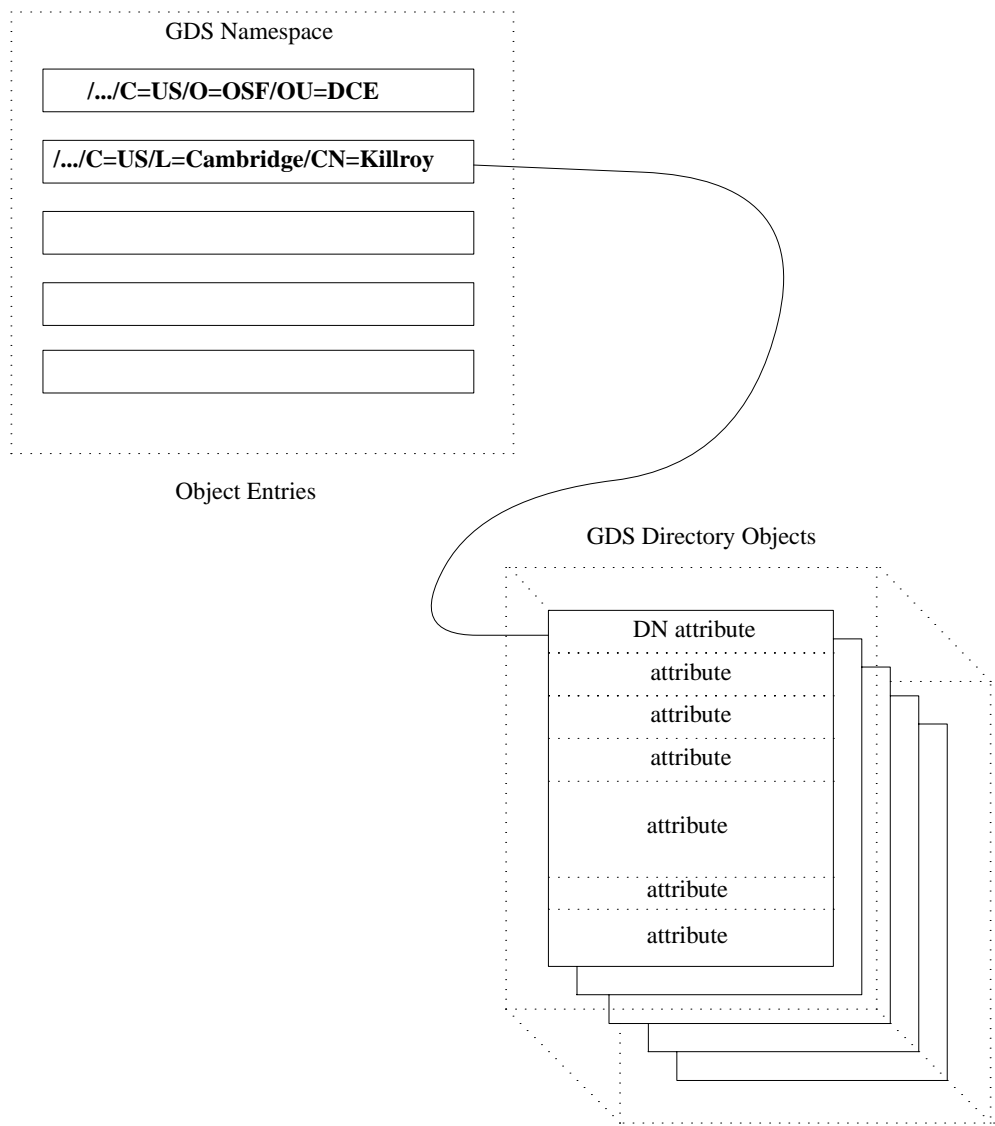 GDS Namespace
/.../C=US/O=OSF/OU=DCE
/.../C=US/L=Cambridge/CN=Killroy
Object Entries
GDS Directory Objects
DN attribute
attribute
attribute
attribute
attribute
attribute
attribute